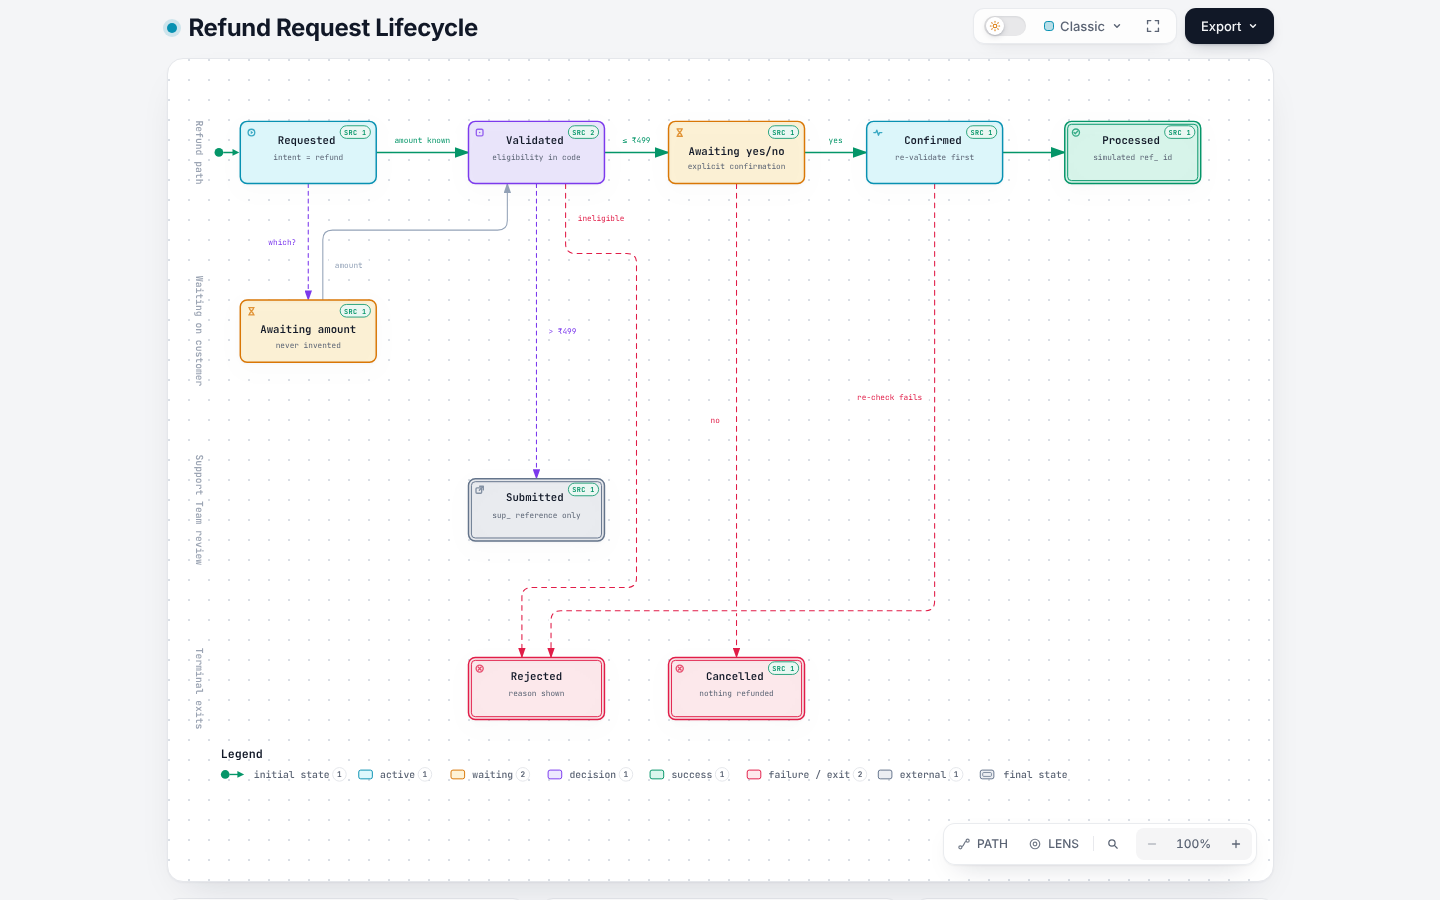 Refund Request Lifecycle
Classic
Export
Refund path
Requested
SRC 1
intent = refund
amount known
Validated
SRC 2
eligibility in code
≤ ₹499
Awaiting yes/no
SRC 1
explicit confirmation
yes
Confirmed
SRC 1
re-validate first
Processed
SRC 1
simulated ref_ id
ineligible
which?
amount
Waiting on customer
Awaiting amount
SRC 1
never invented
> ₹499
re-check fails
no
Support Team review
Submitted
SRC 1
sup_ reference only
Terminal exits
Rejected
reason shown
Cancelled
SRC 1
nothing refunded
Legend
initial state 1 active 1 waiting 2 decision 1 success 1 failure / exit 2 external 1 final state
PATH LENS − 100% +